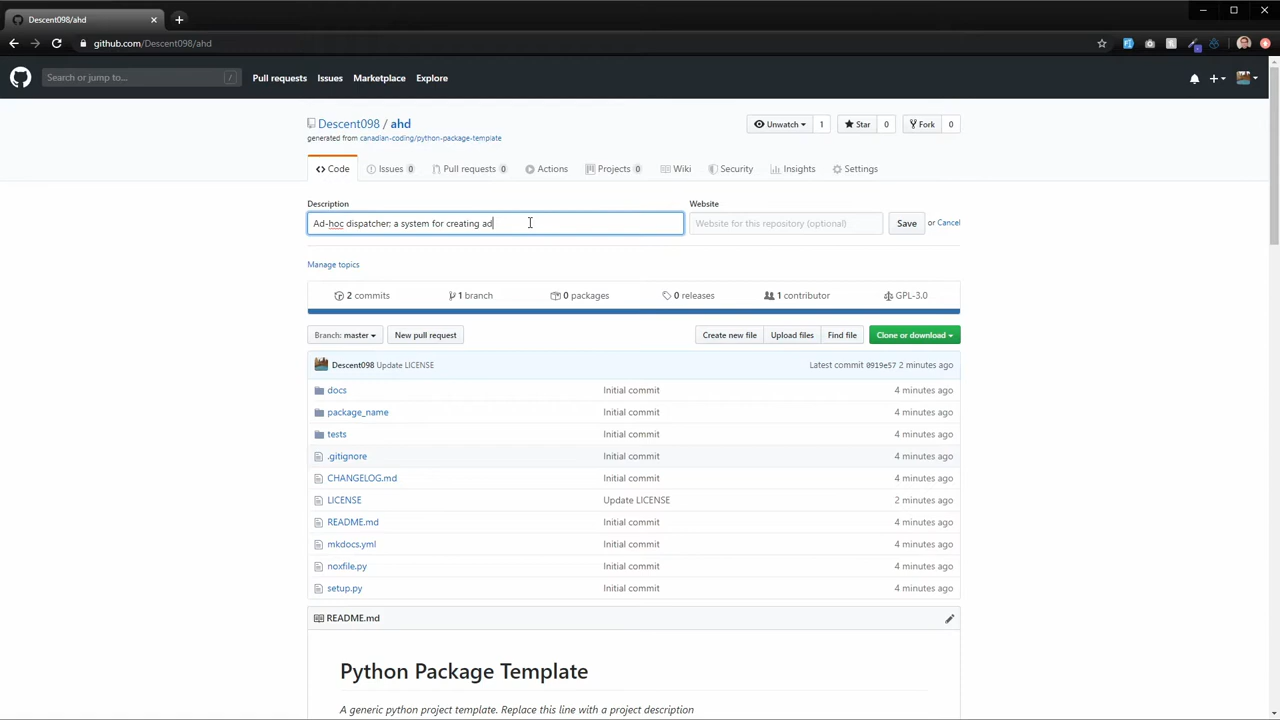 Descent098/ahd
github.com/Descent098/ahd
Search or jump to... /
Pull requests Issues Marketplace Explore
Descent098 / ahd
Unwatch 1 Star 0 Fork 0
generated from canadian-coding/python-package-template
Code Issues 0 Pull requests 0 Actions Projects 0 Wiki Security Insights Settings
Description Website
Ad-hoc dispatcher; a system for creating ad Website for this repository (optional) Save or Cancel
Manage topics
2 commits 1 branch 0 packages 0 releases 1 contributor GPL-3.0
Branch: master New pull request Create new file Upload files Find file Clone or download
Descent098 Update LICENSE Latest commit 0919e57 2 minutes ago
docs Initial commit 4 minutes ago
package_name Initial commit 4 minutes ago
tests Initial commit 4 minutes ago
.gitignore Initial commit 4 minutes ago
CHANGELOG.md Initial commit 4 minutes ago
LICENSE Update LICENSE 2 minutes ago
README.md Initial commit 4 minutes ago
mkdocs.yml Initial commit 4 minutes ago
noxfile.py Initial commit 4 minutes ago
setup.py Initial commit 4 minutes ago
README.md
Python Package Template
A generic python project template. Replace this line with a project description